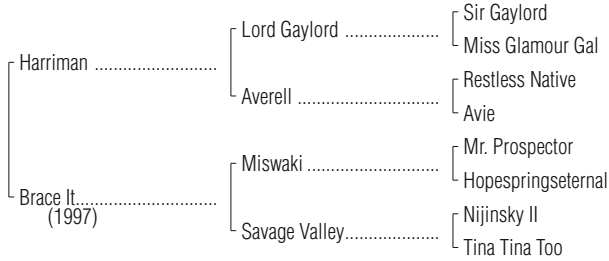 Sir Gaylord
Lord Gaylord ....................
Miss Glamour Gal
Harriman ..........................
Restless Native
Averell ..............................
Avie
Mr. Prospector
Miswaki ............................
Hopespringseternal
Brace It..............................
(1997)
Nijinsky II
Savage Valley....................
Tina Tina Too